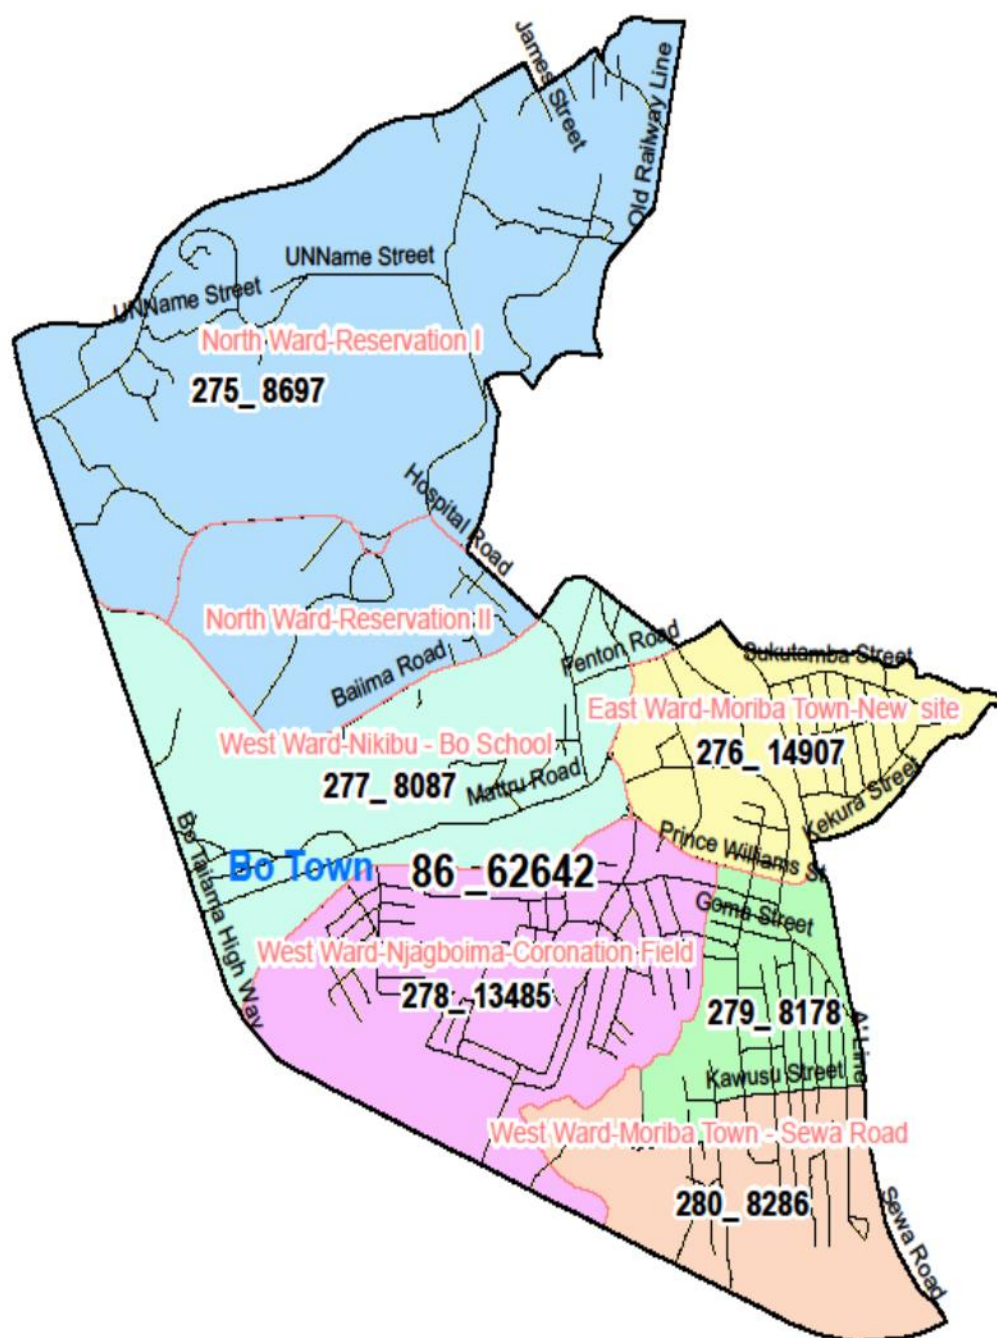 James Street
Old Railway Line
UNName Street
UNName Street
North Ward-Reservation I
275_ 8697
Hospital Road
North Ward-Reservation II
Baiima Road
Fenton Road
Sukutamba Street
East Ward-Moriba Town-New site
276_ 14907
West Ward-Nikibu - Bo School
277_ 8087
Mattru Road
Kekura Street
Prince Williams St
Bo Taiama High Way
Bo Town
86 _62642
Goma Street
West Ward-Njagboima-Coronation Field
278_ 13485
279_ 8178
A'Line
Kawusu Street
West Ward-Moriba Town - Sewa Road
280_ 8286
Sewa Road